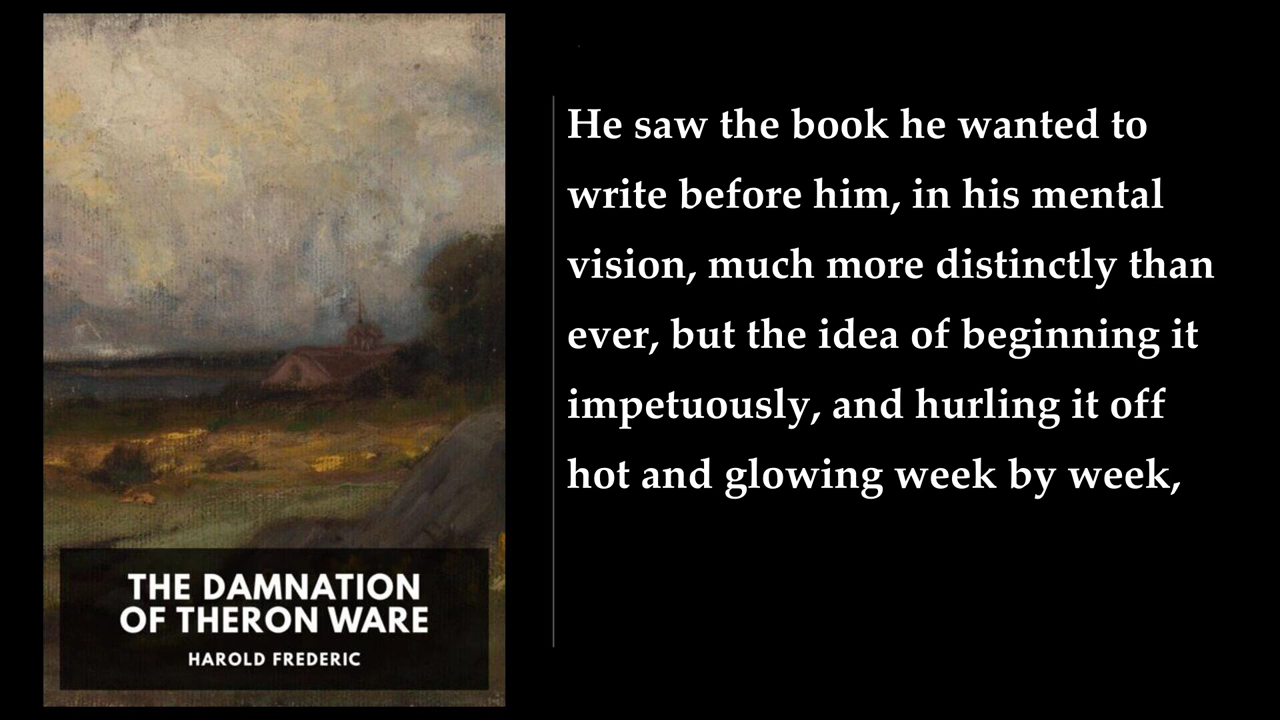 THE DAMNATION
OF THERON WARE
HAROLD FREDERIC
He saw the book he wanted to
write before him, in his mental
vision, much more distinctly than
ever, but the idea of beginning it
impetuously, and hurling it off
hot and glowing week by week,